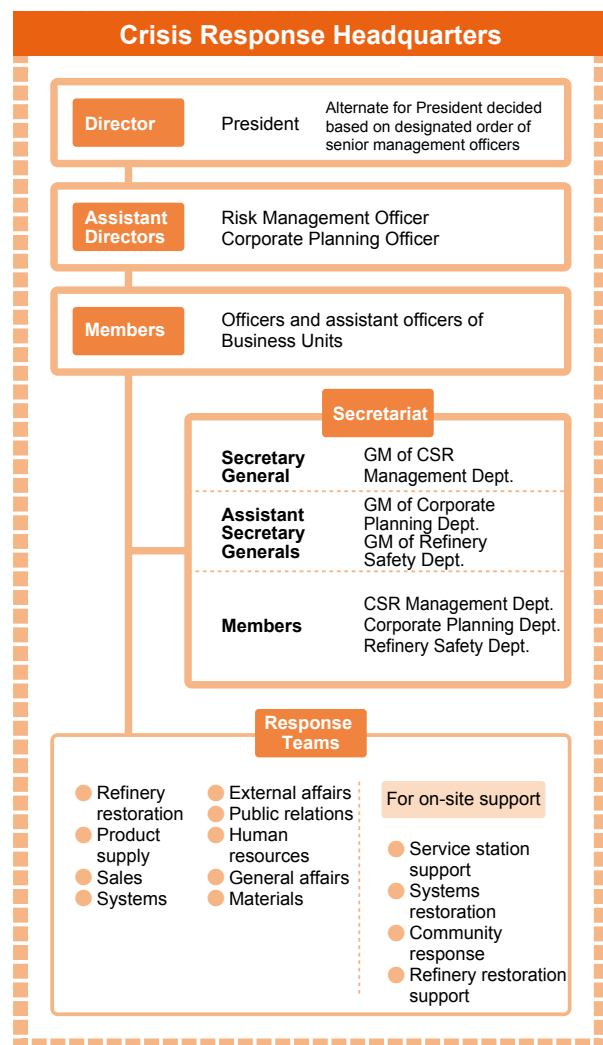 Crisis Response Headquarters
Director
President
Alternate for President decided
based on designated order of
senior management officers
Assistant
Directors
Risk Management Officer
Corporate Planning Officer
Members
Officers and assistant officers of
Business Units
Secretariat
Secretary
General
GM of CSR
Management Dept.
Assistant
Secretary
Generals
GM of Corporate
Planning Dept.
GM of Refinery
Safety Dept.
Members
CSR Management Dept.
Corporate Planning Dept.
Refinery Safety Dept.
Response
Teams
Refinery
restoration
Product
supply
Sales
Systems
External affairs
Public relations
Human
resources
General affairs
Materials
For on-site support
Service station
support
Systems
restoration
Community
response
Refinery restoration
support